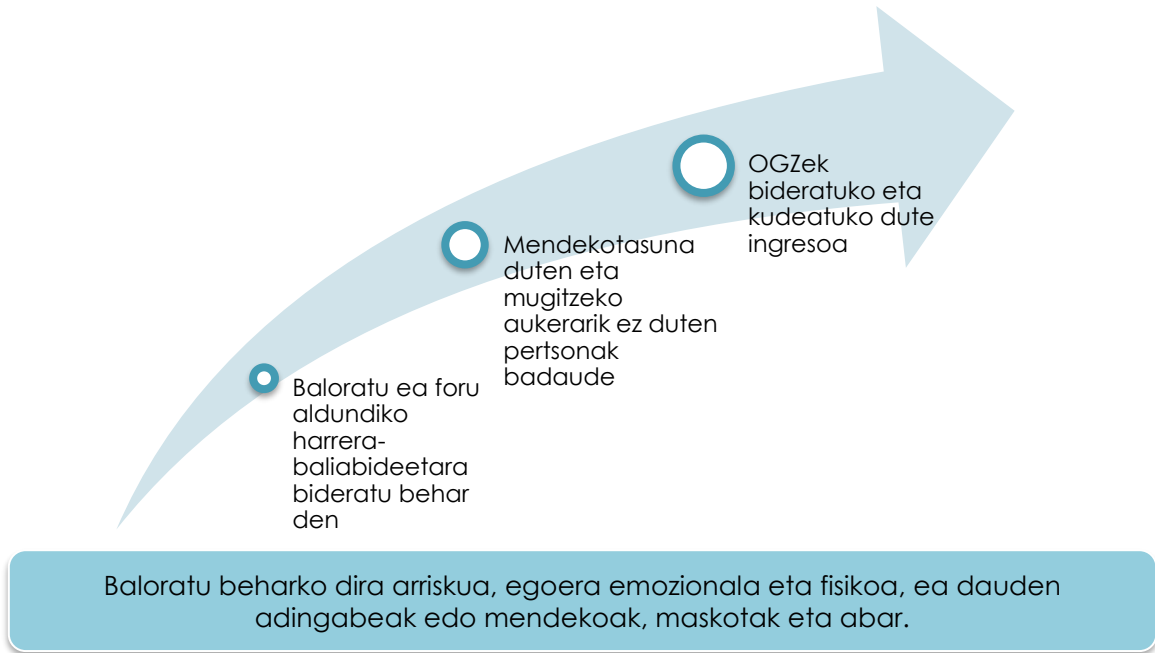 Baloratu ea foru
aldundiko
harrera-
baliabideetara
bideratu behar
den
Mendekotasuna
duten eta
mugitzeko
aukerarik ez duten
pertsonak
badaude
OGZek
bideratuko eta
kudeatuko dute
ingresoa
Baloratu beharko dira arriskua, egoera emozionala eta fisikoa, ea dauden
adingabeak edo mendekoak, maskotak eta abar.